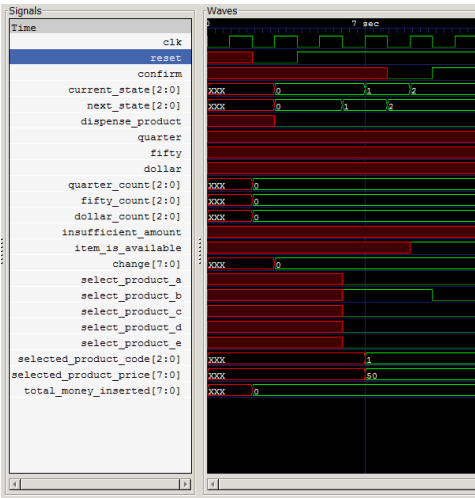 Signals
Waves
Time
7 sec
clk
reset
confirm
current_state[2:0]
XXX 0 1 2
next_state[2:0]
XXX 0 1 2
dispense_product
quarter
fifty
dollar
quarter_count[2:0]
XXX 0
fifty_count[2:0]
XXX 0
dollar_count[2:0]
XXX 0
insufficient_amount
item_is_available
change[7:0]
XXX 0
select_product_a
select_product_b
select_product_c
select_product_d
select_product_e
selected_product_code[2:0]
XXX 1
selected_product_price[7:0]
XXX 50
total_money_inserted[7:0]
XXX 0